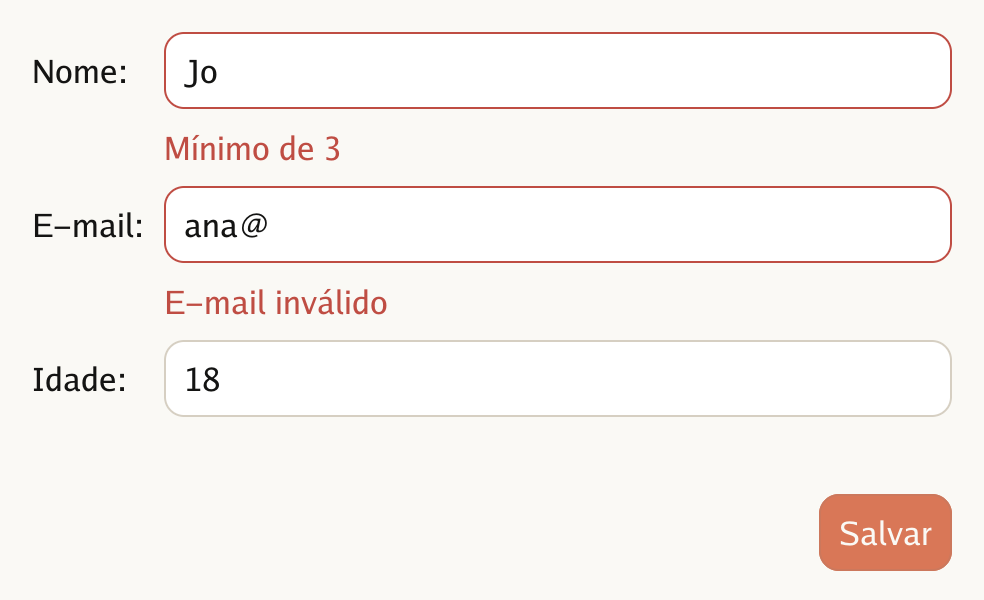 Nome: Jo
Mínimo de 3
E-mail: ana@
E-mail inválido
Idade: 18
Salvar